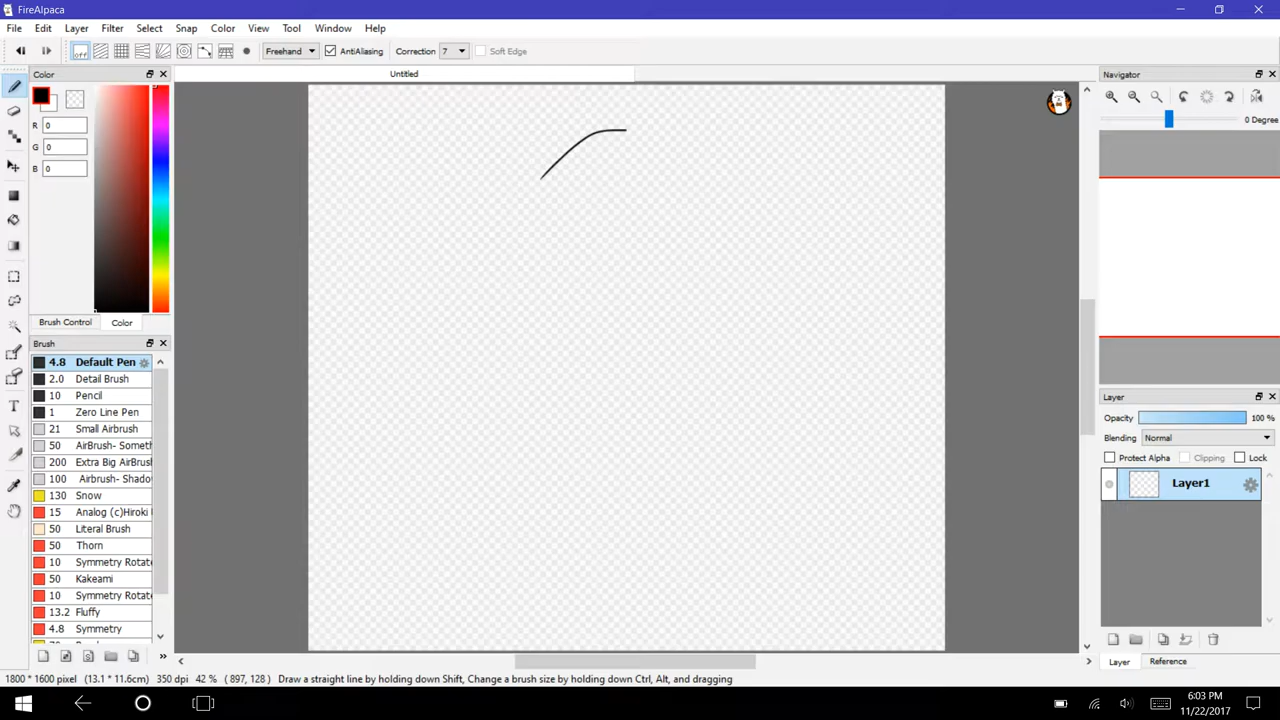 FireAlpaca
File Edit Layer Filter Select Snap Color View Tool Window Help
off Freehand AntiAliasing Correction 7 Soft Edge
Color Untitled Navigator
R 0
G 0
B 0
0 Degree
Brush Control Color
Brush
4.8 Default Pen
2.0 Detail Brush
10 Pencil
1 Zero Line Pen
21 Small Airbrush
50 AirBrush- Someth
200 Extra Big AirBrush
100 Airbrush- Shado
130 Snow
15 Analog (c)Hiroki
50 Literal Brush
50 Thorn
10 Symmetry Rotate
50 Kakeami
10 Symmetry Rotate
13.2 Fluffy
4.8 Symmetry
Layer
Opacity 100 %
Blending Normal
Protect Alpha Clipping Lock
Layer1
Layer Reference
1800 * 1600 pixel (13.1 * 11.6cm) 350 dpi 42 % ( 897, 128 ) Draw a straight line by holding down Shift, Change a brush size by holding down Ctrl, Alt, and dragging
6:03 PM
11/22/2017